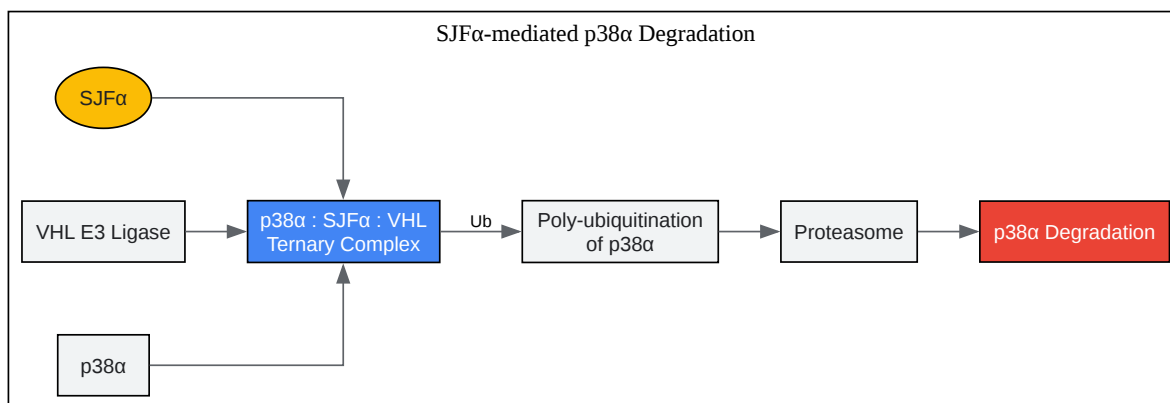 SJFα-mediated p38α Degradation
SJFα
VHL E3 Ligase
p38α : SJFα : VHL
Ternary Complex
Ub
Poly-ubiquitination
of p38α
Proteasome
p38α Degradation
p38α